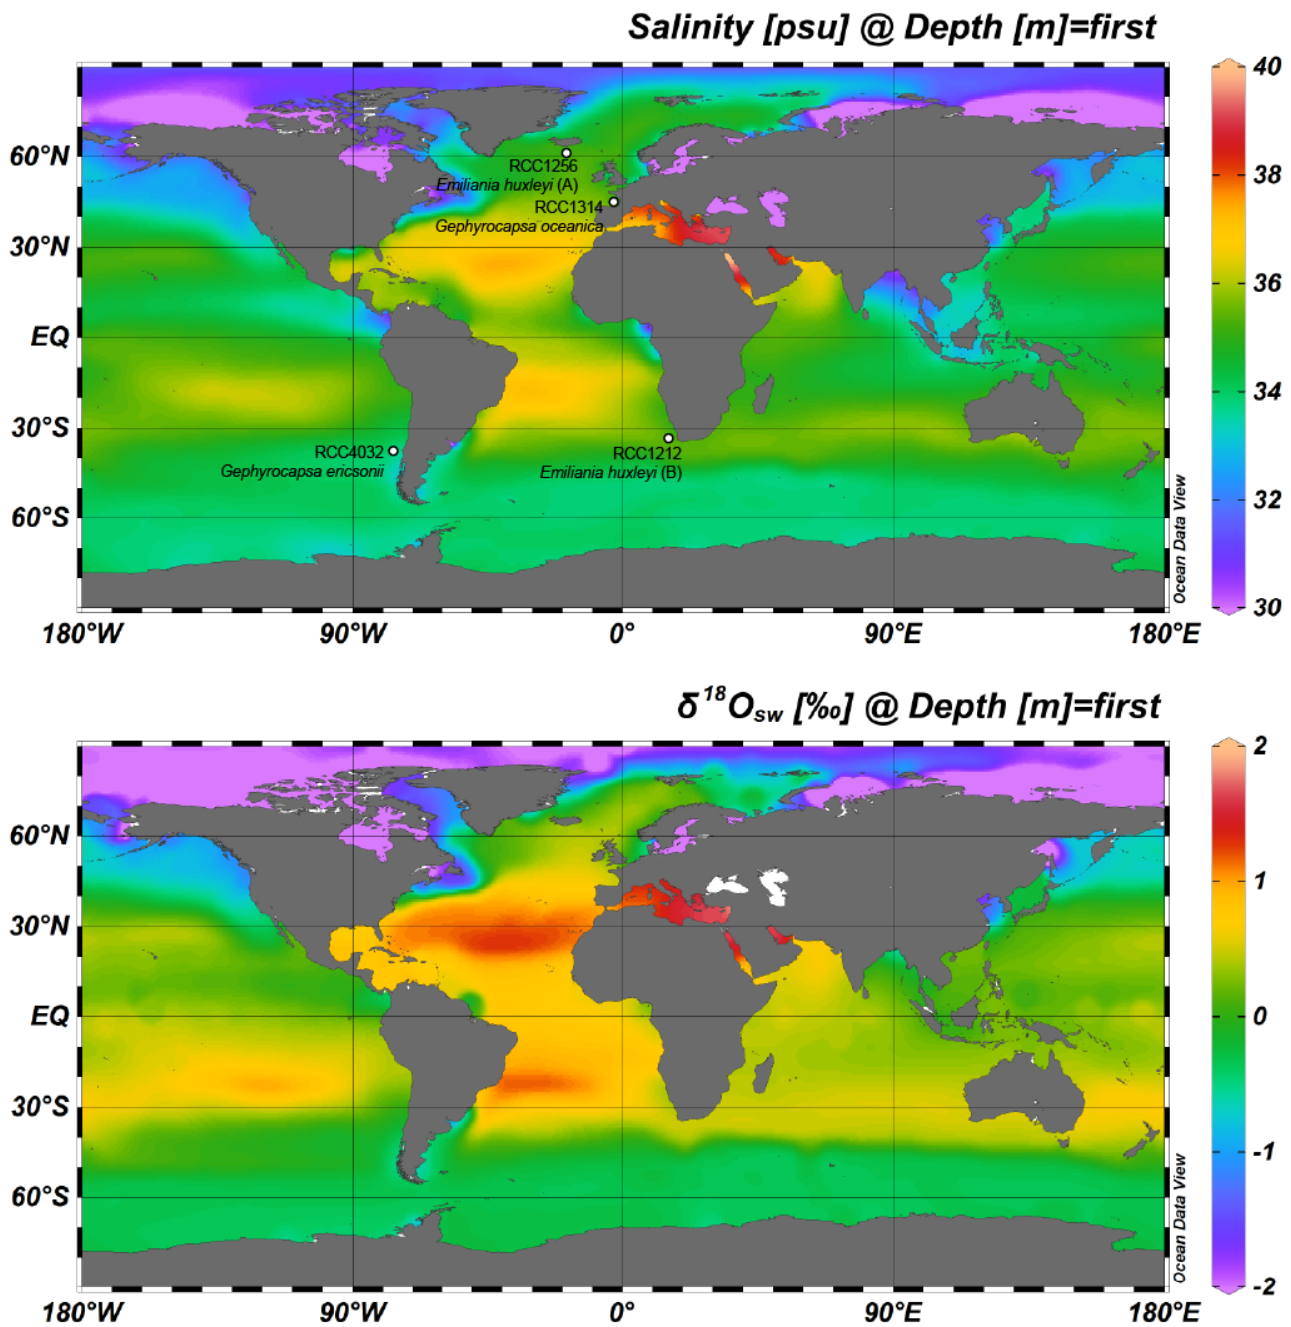 Salinity [psu] @ Depth [m]=first
40
60°N
RCC1256
Emiliania huxleyi (A)
38
RCC1314
Gephyrocapsa oceanica
30°N
36
EQ
34
30°S
RCC4032
Gephyrocapsa ericsonii
RCC1212
Emiliania huxleyi (B)
32
60°S
Ocean Data View
30
180°W 90°W 0° 90°E 180°E
δ¹⁸Osw [‰] @ Depth [m]=first
2
60°N
1
30°N
EQ
0
30°S
-1
60°S
Ocean Data View
-2
180°W 90°W 0° 90°E 180°E